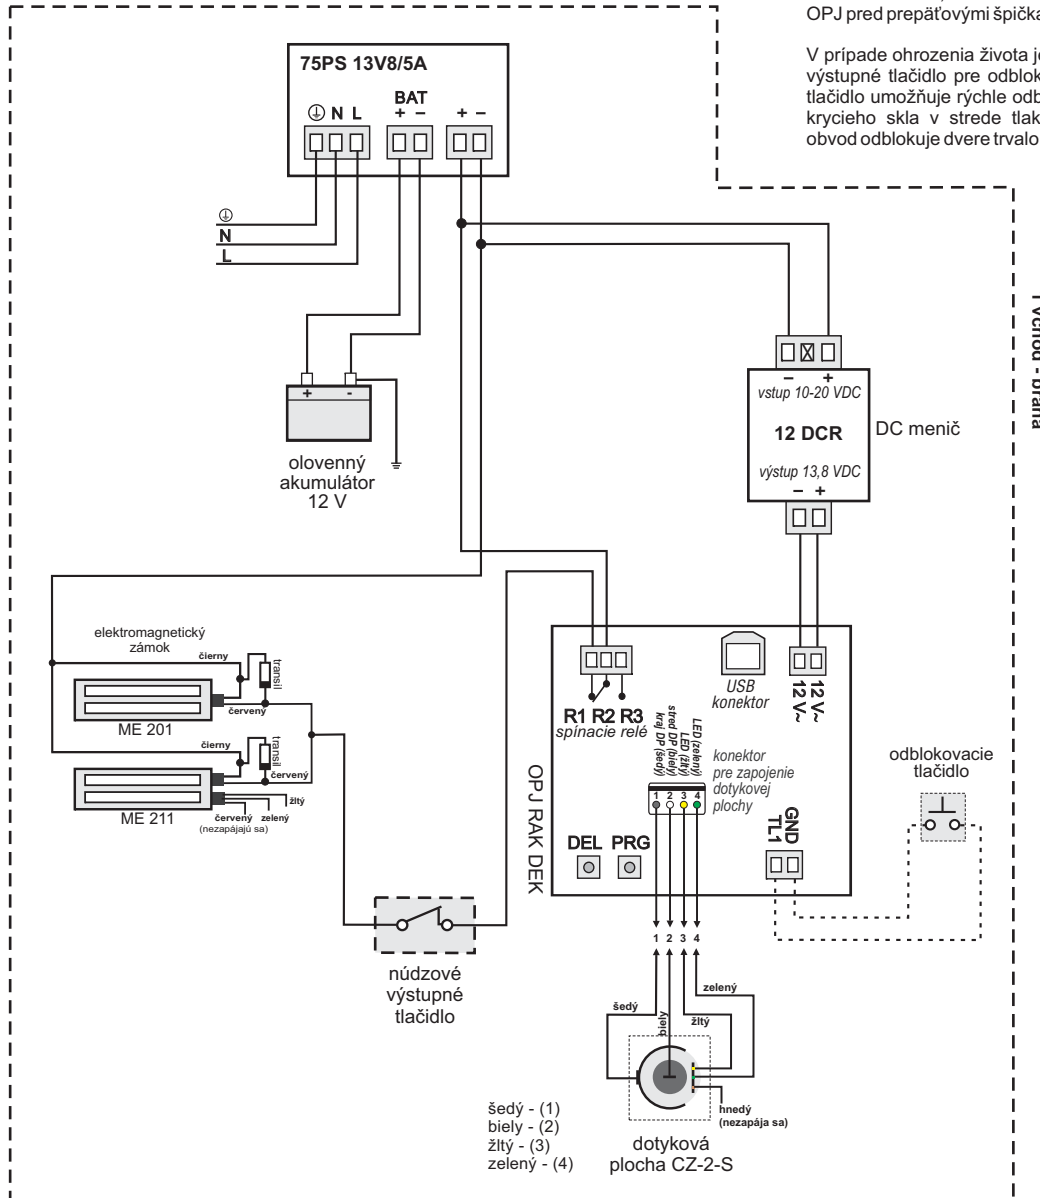 OPJ pred prepäťovými špička
V prípade ohrozenia života je
výstupné tlačidlo pre odblok
tlačidlo umožňuje rýchle odb
krycieho skla v strede tlak
obvod odblokuje dvere trvalo
75PS 13V8/5A
BAT
N L + − + −
N
L
+ -
olovenný
akumulátor
12 V
− +
vstup 10-20 VDC
12 DCR
DC menič
výstup 13,8 VDC
− +
1 vchod - brána
elektromagnetický
zámok
čierny
transil
červený
ME 201
čierny
transil
červený
žltý
zelený
červený
(nezapájajú sa)
ME 211
R1 R2 R3
spínacie relé
USB
konektor
12 V~
12 V~
kraj DP (šedý)
stred DP (biely)
LED (žltý)
LED (zelený)
1 2 3 4
konektor
pre zapojenie
dotykovej
plochy
OPJ RAK DEK
DEL PRG
GND
TL1
odblokovacie
tlačidlo
núdzové
výstupné
tlačidlo
1 2 3 4
šedý
biely
žltý
zelený
hnedý
(nezapája sa)
šedý - (1)
biely - (2)
žltý - (3)
zelený - (4)
dotyková
plocha CZ-2-S